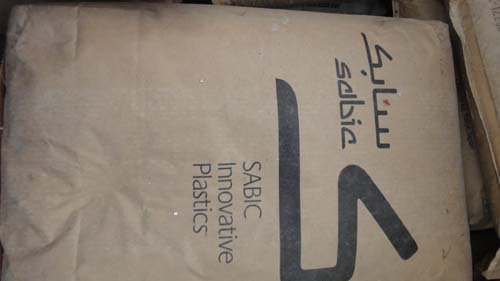 سابك
sabic
SABIC
Innovative
Plastics